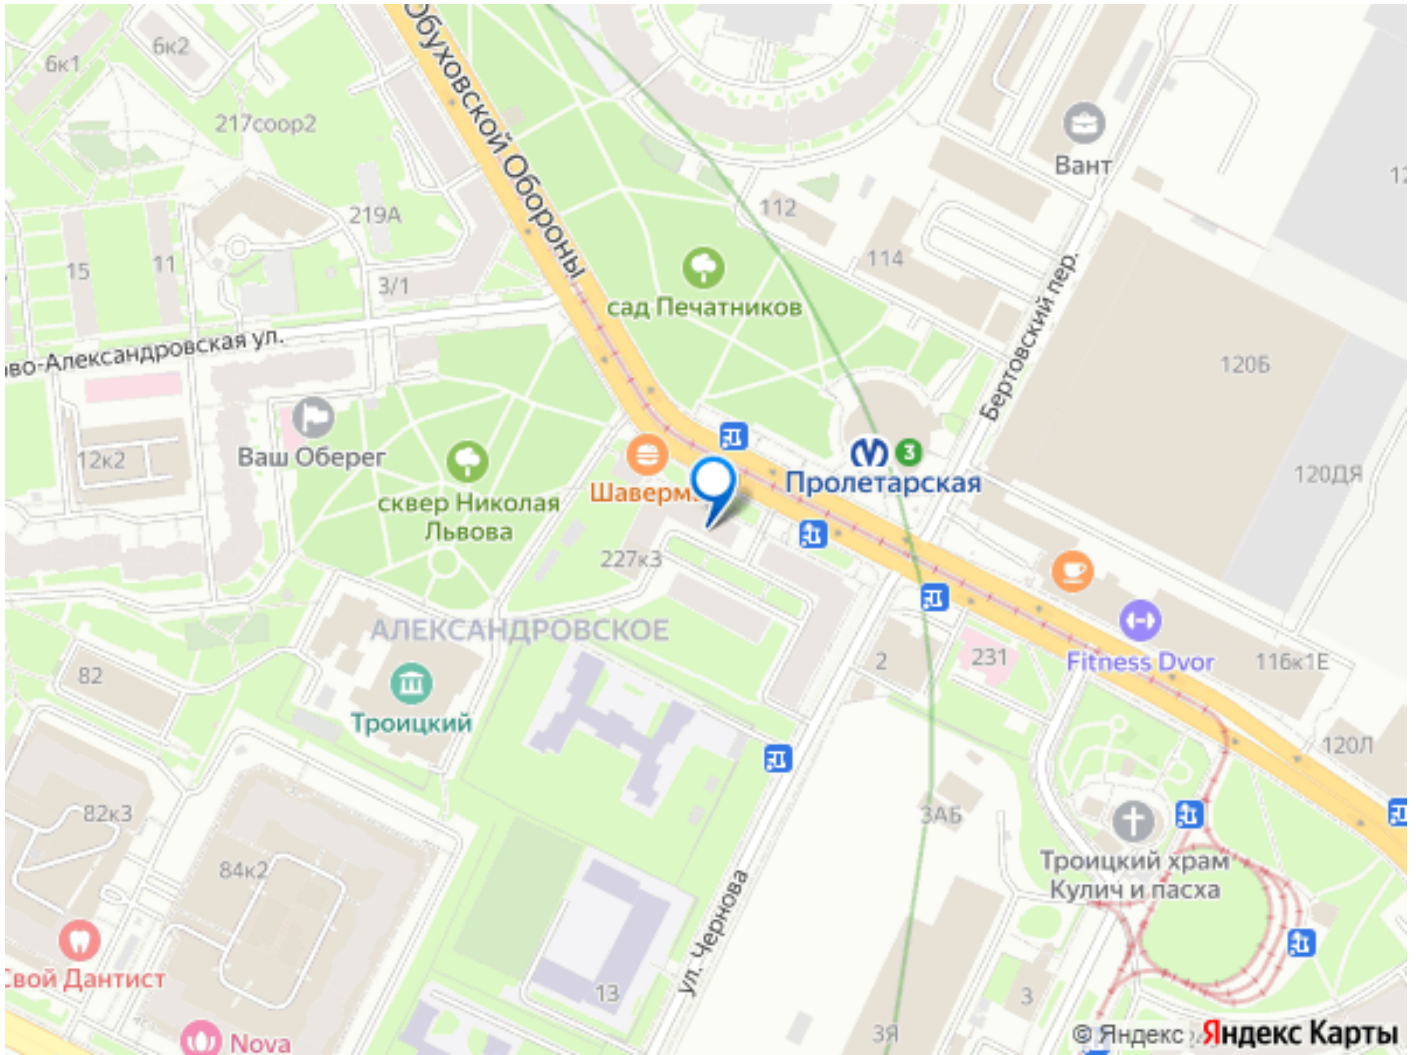 6к1
6к2
Обуховской Обороны
217соор2
Вант
219А
112
15
11
3/1
114
сад Печатников
Бертовский пер.
ово-Александровская ул.
120Б
12к2
Ваш Оберег
сквер Николая
Львова
Шаверм
3
Пролетарская
120ДЯ
227к3
АЛЕКСАНДРОВСКОЕ
2
231
Fitness Dvor
116к1Е
82
Троицкий
120Л
82к3
3АБ
84к2
Троицкий храм
Кулич и пасха
ул. Чернова
Свой Дантист
13
3
3Я
Nova
© Яндекс Яндекс Карты